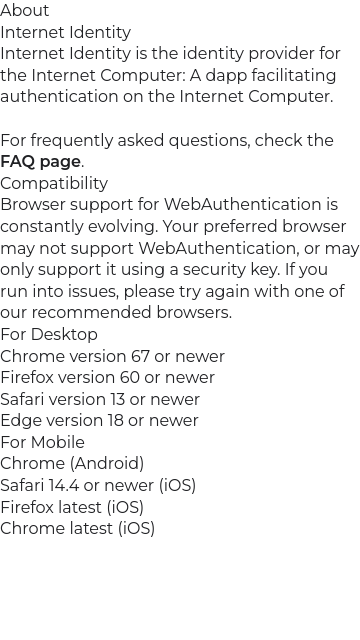 About
Internet Identity
Internet Identity is the identity provider for
the Internet Computer: A dapp facilitating
authentication on the Internet Computer.
For frequently asked questions, check the
FAQ page.
Compatibility
Browser support for WebAuthentication is
constantly evolving. Your preferred browser
may not support WebAuthentication, or may
only support it using a security key. If you
run into issues, please try again with one of
our recommended browsers.
For Desktop
Chrome version 67 or newer
Firefox version 60 or newer
Safari version 13 or newer
Edge version 18 or newer
For Mobile
Chrome (Android)
Safari 14.4 or newer (iOS)
Firefox latest (iOS)
Chrome latest (iOS)